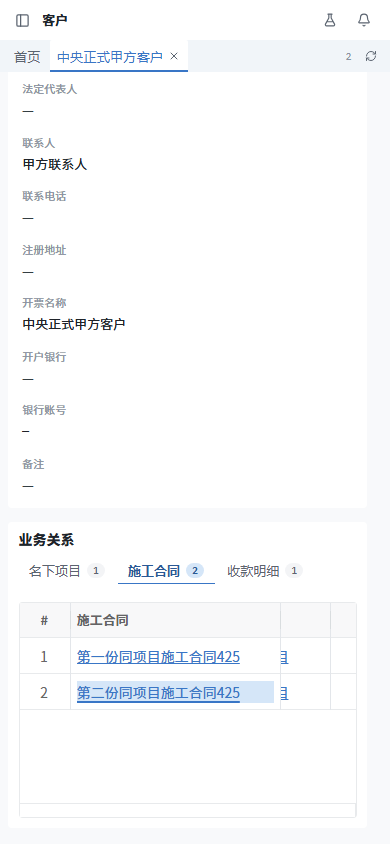 客户
首页
中央正式甲方客户
2
法定代表人
—
联系人
甲方联系人
联系电话
—
注册地址
—
开票名称
中央正式甲方客户
开户银行
—
银行账号
–
备注
—
业务关系
名下项目 1
施工合同 2
收款明细 1
# 施工合同
1 第一份同项目施工合同425 目
2 第二份同项目施工合同425 目